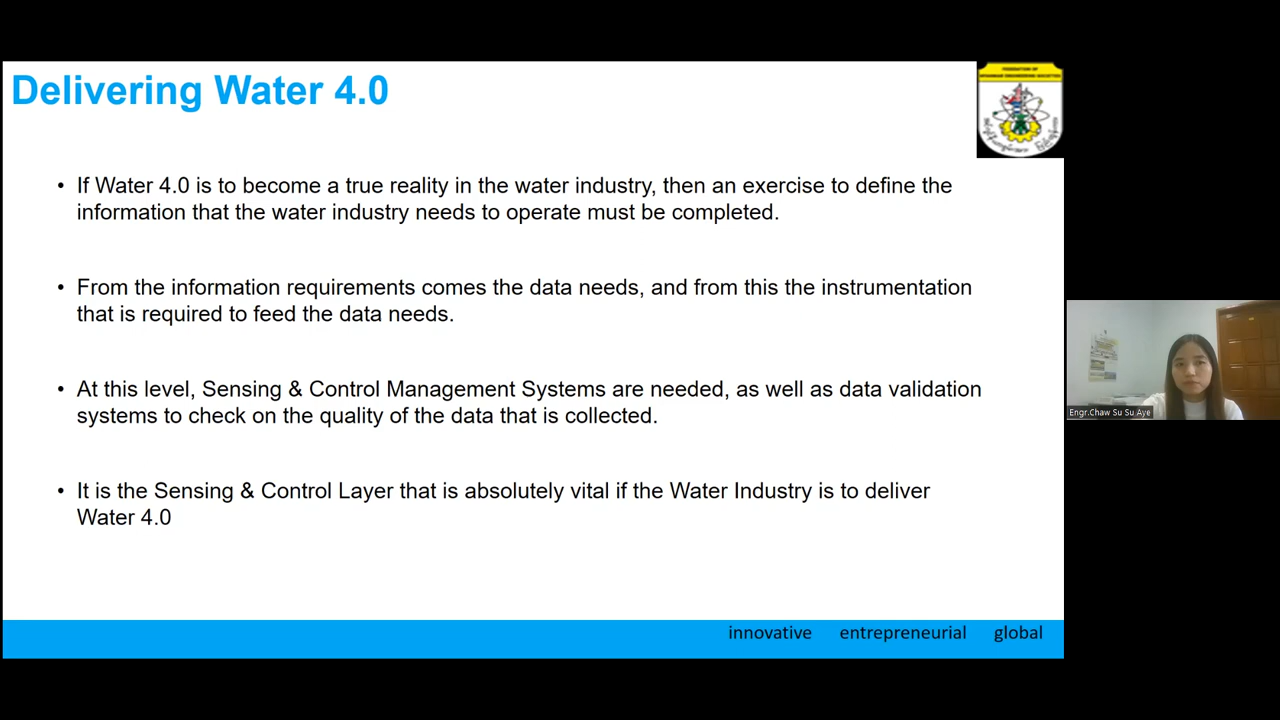 Delivering Water 4.0
FEDERATION OF
MYANMAR ENGINEERING SOCIETIES
• If Water 4.0 is to become a true reality in the water industry, then an exercise to define the
information that the water industry needs to operate must be completed.
• From the information requirements comes the data needs, and from this the instrumentation
that is required to feed the data needs.
• At this level, Sensing & Control Management Systems are needed, as well as data validation
systems to check on the quality of the data that is collected.
• It is the Sensing & Control Layer that is absolutely vital if the Water Industry is to deliver
Water 4.0
innovative entrepreneurial global
Engr.Chaw Su Su Aye